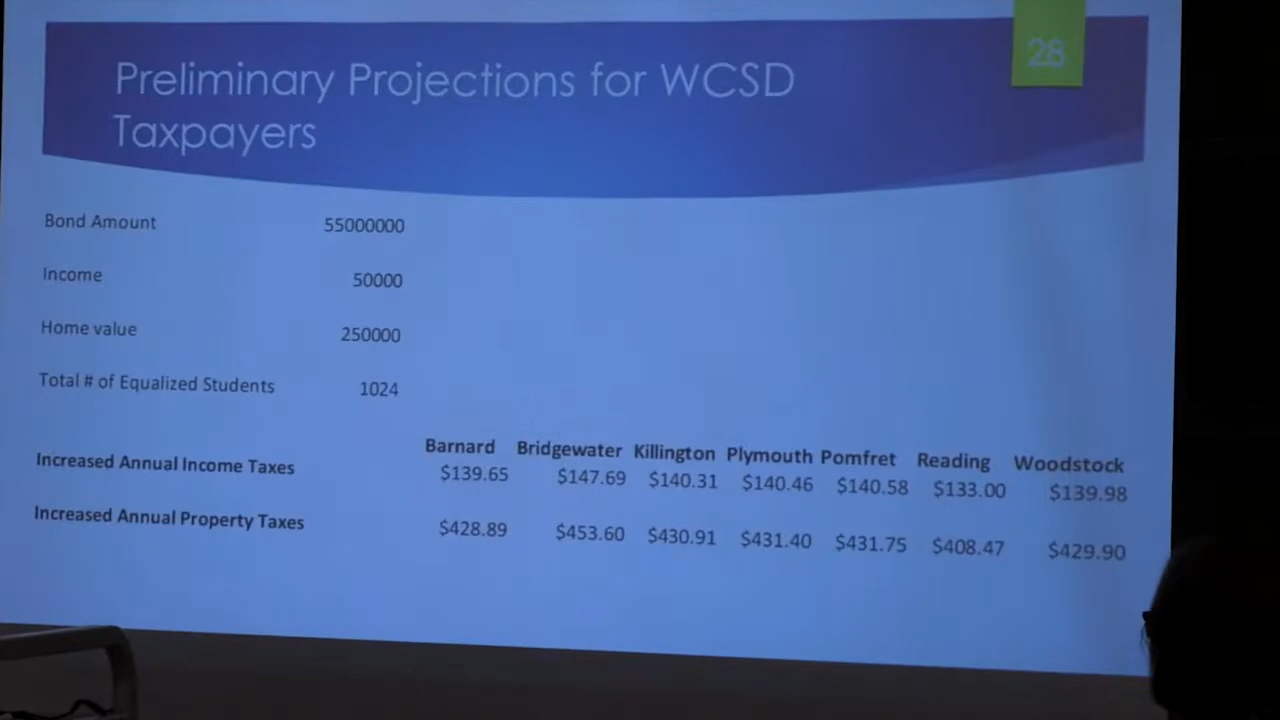 28
Preliminary Projections for WCSD
Taxpayers
Bond Amount 55000000
Income 50000
Home value 250000
Total # of Equalized Students 1024
Barnard Bridgewater Killington Plymouth Pomfret Reading Woodstock
Increased Annual Income Taxes $139.65 $147.69 $140.31 $140.46 $140.58 $133.00 $139.98
Increased Annual Property Taxes $428.89 $453.60 $430.91 $431.40 $431.75 $408.47 $429.90